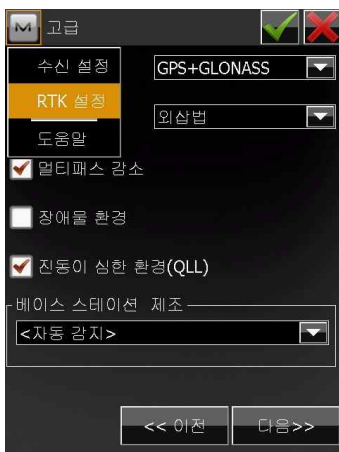 고급
수신 설정
GPS+GLONASS
RTK 설정
외삽법
도움말
멀티패스 감소
장애물 환경
진동이 심한 환경(QLL)
베이스 스테이션 제조
<자동 감지>
<< 이전
다음>>